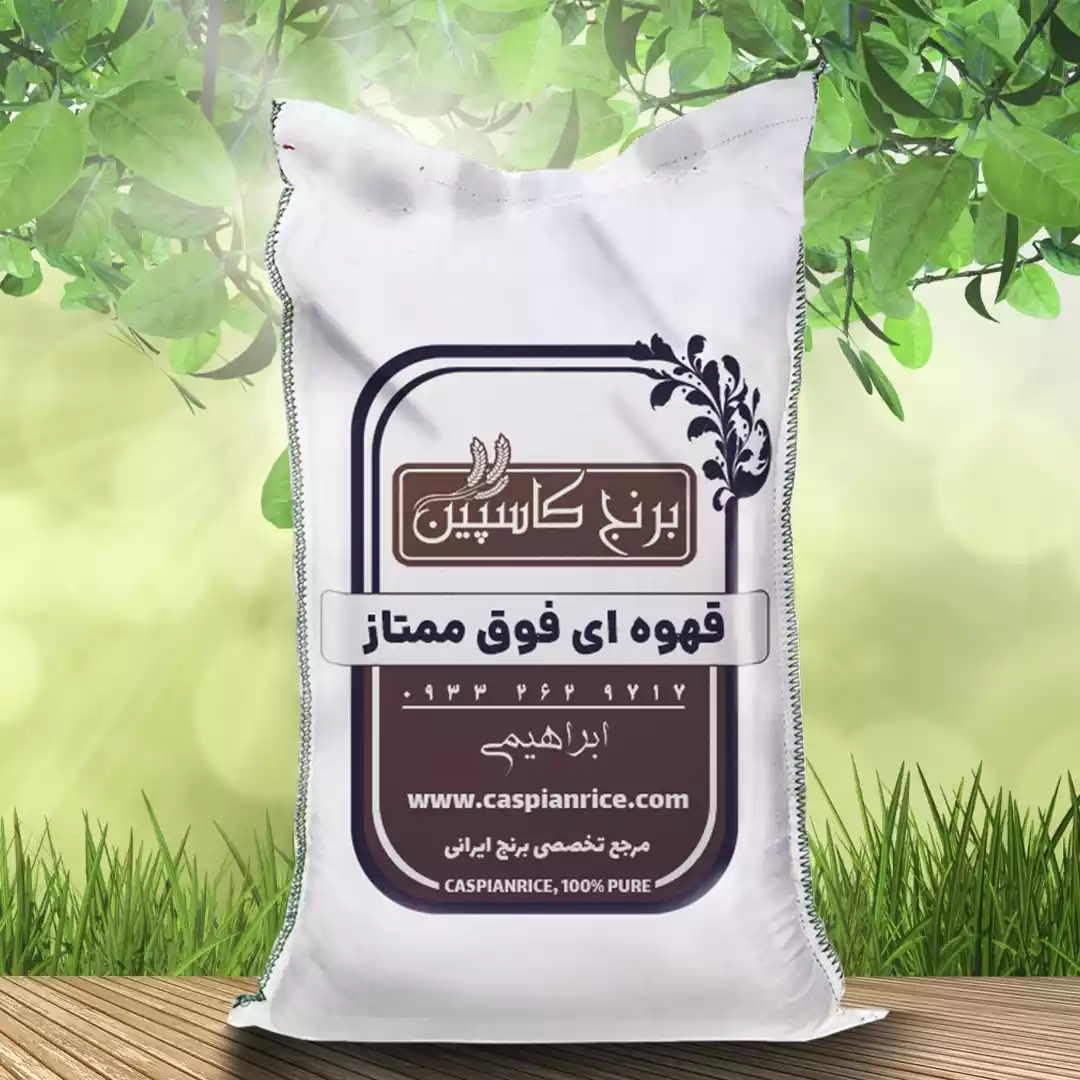 برنج کاسپین
قهوه ای فوق ممتاز
۰۹۳۳ ۲۶۲ ۹۷۱۷
ابراهیمی
www.caspianrice.com
مرجع تخصصی برنج ایرانی
CASPIANRICE, 100% PURE